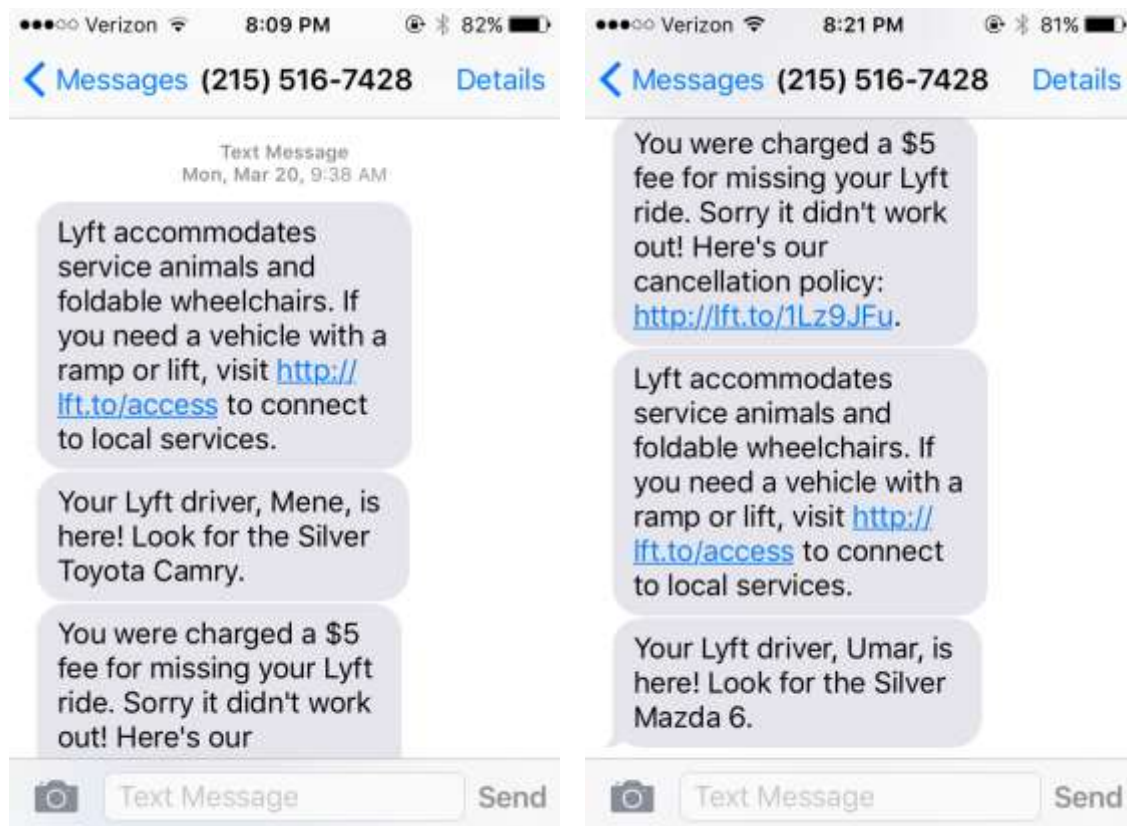 Verizon 8:09 PM 82%
Messages (215) 516-7428 Details
Text Message
Mon, Mar 20, 9:38 AM
Lyft accommodates
service animals and
foldable wheelchairs. If
you need a vehicle with a
ramp or lift, visit http://
lft.to/access to connect
to local services.
Your Lyft driver, Mene, is
here! Look for the Silver
Toyota Camry.
You were charged a $5
fee for missing your Lyft
ride. Sorry it didn't work
out! Here's our
Text Message Send
Verizon 8:21 PM 81%
Messages (215) 516-7428 Details
You were charged a $5
fee for missing your Lyft
ride. Sorry it didn't work
out! Here's our
cancellation policy:
http://lft.to/1Lz9JFu.
Lyft accommodates
service animals and
foldable wheelchairs. If
you need a vehicle with a
ramp or lift, visit http://
lft.to/access to connect
to local services.
Your Lyft driver, Umar, is
here! Look for the Silver
Mazda 6.
Text Message Send